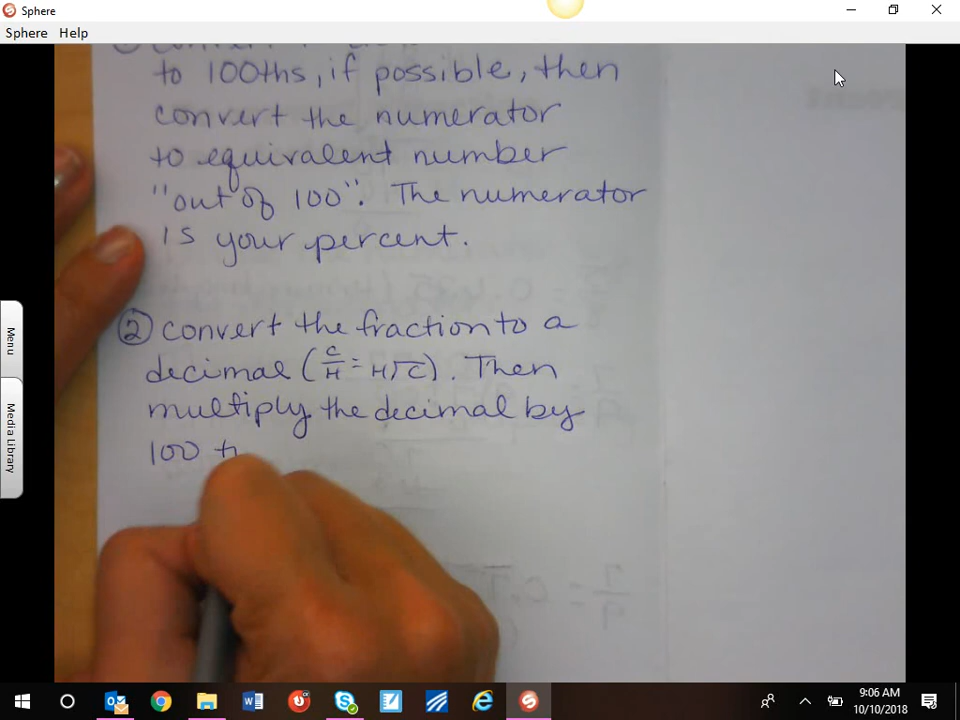 Sphere
Sphere Help
to 100ths, if possible, then
convert the numerator
to equivalent number
"out of 100". The numerator
is your percent.
② convert the fraction to a
decimal (C/H = H√C). Then
multiply the decimal by
100 t
Menu
Media Library
9:06 AM
10/10/2018